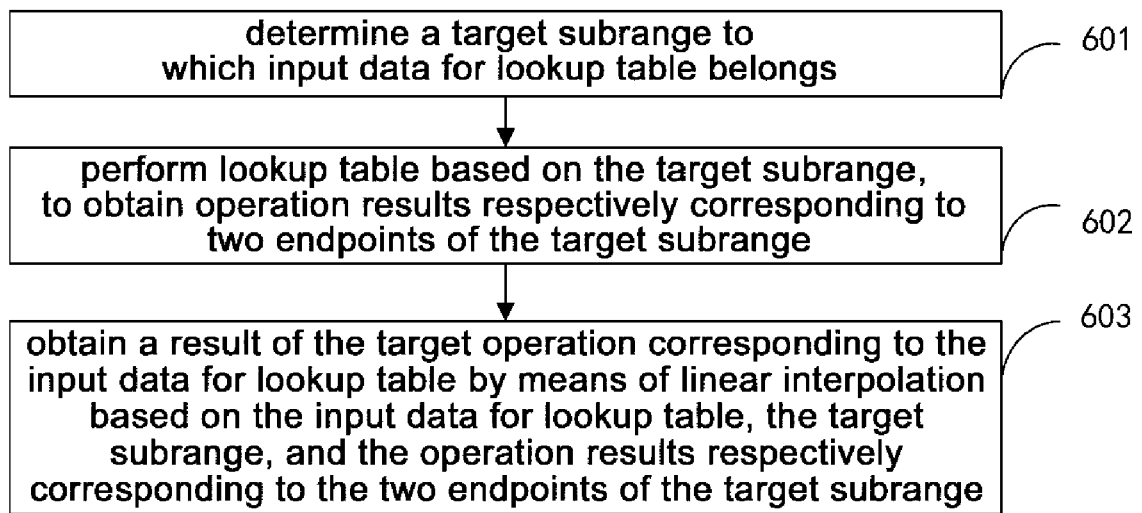 determine a target subrange to
which input data for lookup table belongs
601
perform lookup table based on the target subrange,
to obtain operation results respectively corresponding to
two endpoints of the target subrange
602
obtain a result of the target operation corresponding to the
input data for lookup table by means of linear interpolation
based on the input data for lookup table, the target
subrange, and the operation results respectively
corresponding to the two endpoints of the target subrange
603